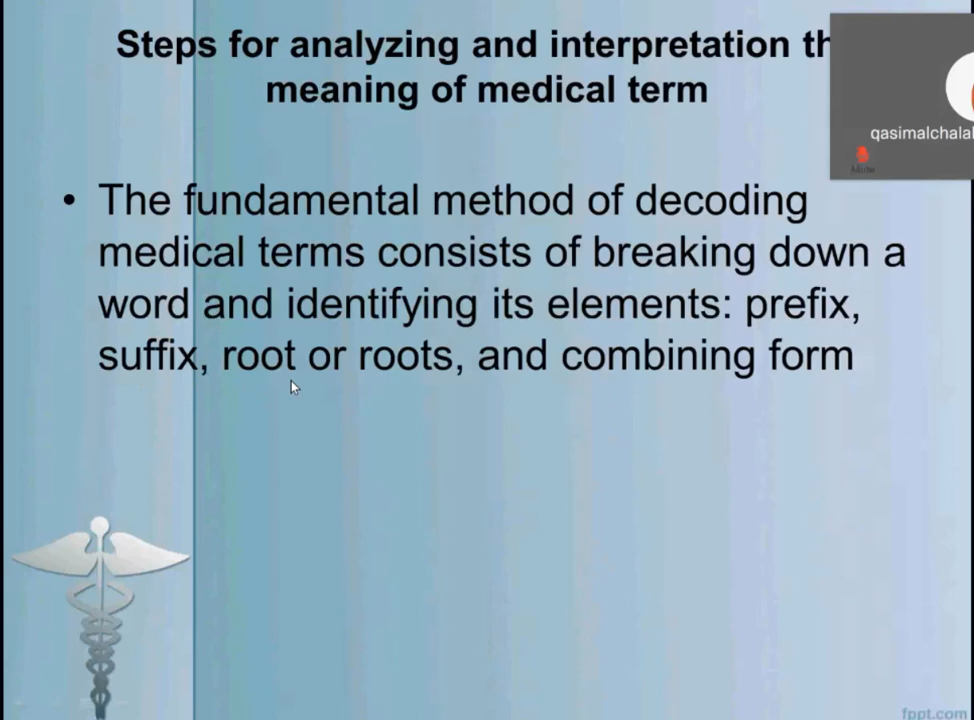 Steps for analyzing and interpretation th
meaning of medical term
qasimalchala
Mute
• The fundamental method of decoding
medical terms consists of breaking down a
word and identifying its elements: prefix,
suffix, root or roots, and combining form
fppt.com